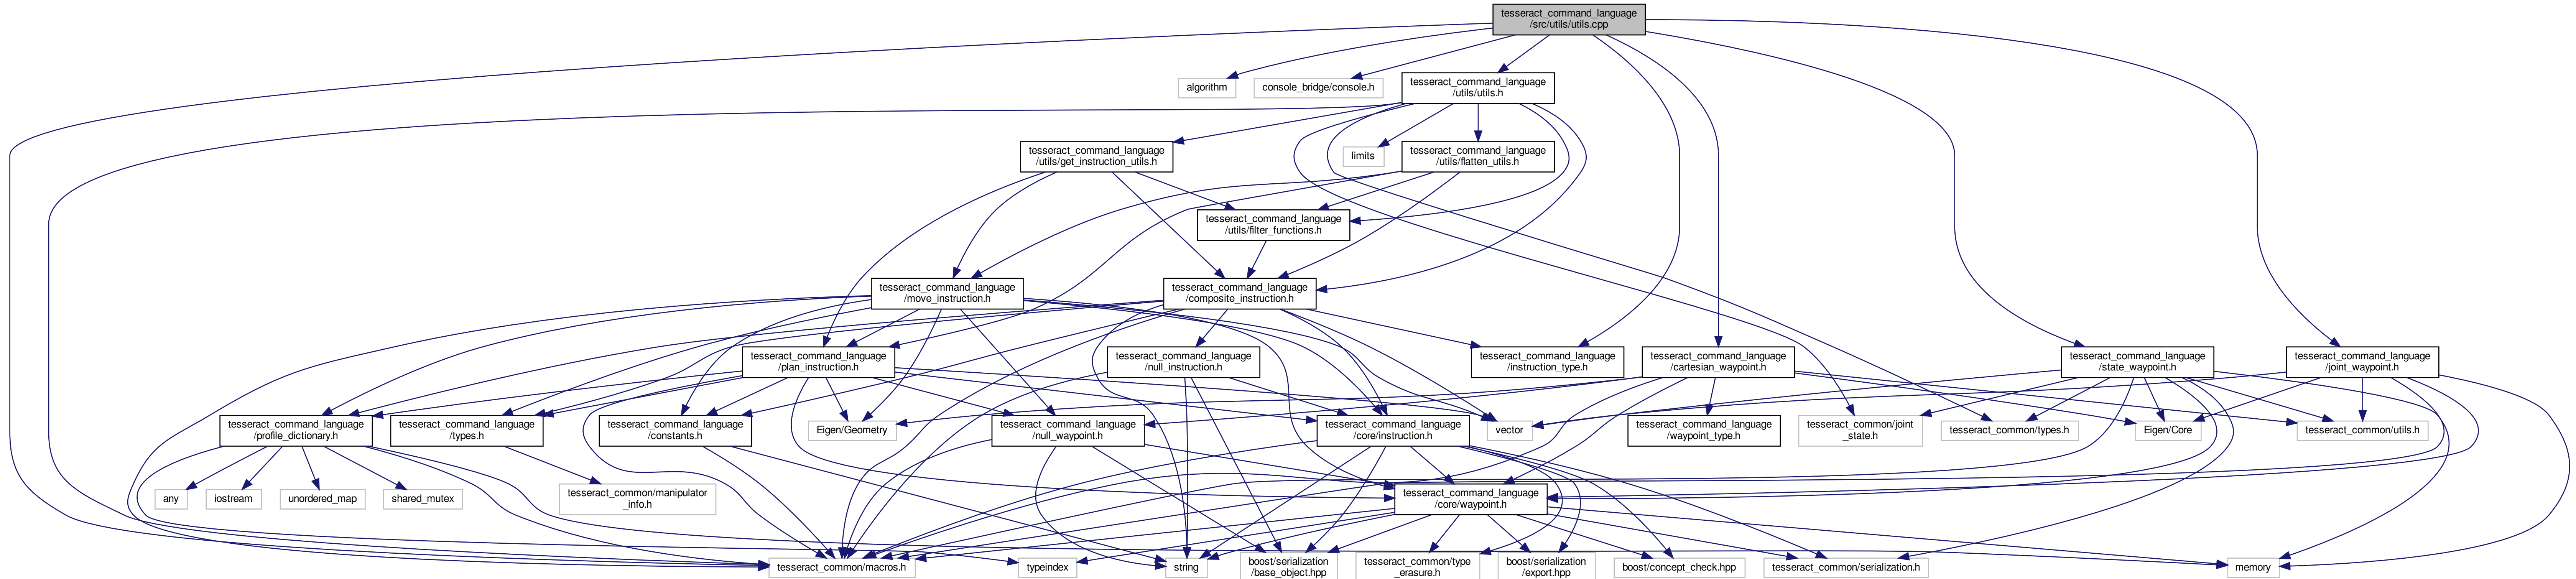 tesseract_command_language
/src/utils/utils.cpp
algorithm
console_bridge/console.h
tesseract_command_language
/utils/utils.h
tesseract_command_language
/utils/get_instruction_utils.h
limits
tesseract_command_language
/utils/flatten_utils.h
tesseract_command_language
/utils/filter_functions.h
tesseract_command_language
/move_instruction.h
tesseract_command_language
/composite_instruction.h
tesseract_command_language
/plan_instruction.h
tesseract_command_language
/null_instruction.h
tesseract_command_language
/instruction_type.h
tesseract_command_language
/cartesian_waypoint.h
tesseract_command_language
/state_waypoint.h
tesseract_command_language
/joint_waypoint.h
tesseract_command_language
/profile_dictionary.h
tesseract_command_language
/types.h
tesseract_command_language
/constants.h
Eigen/Geometry
tesseract_command_language
/null_waypoint.h
tesseract_command_language
/core/instruction.h
vector
tesseract_command_language
/waypoint_type.h
tesseract_common/joint
_state.h
tesseract_common/types.h
Eigen/Core
tesseract_common/utils.h
any
iostream
unordered_map
shared_mutex
tesseract_common/manipulator
_info.h
tesseract_command_language
/core/waypoint.h
tesseract_common/macros.h
typeindex
string
boost/serialization
/base_object.hpp
tesseract_common/type
_erasure.h
boost/serialization
/export.hpp
boost/concept_check.hpp
tesseract_common/serialization.h
memory